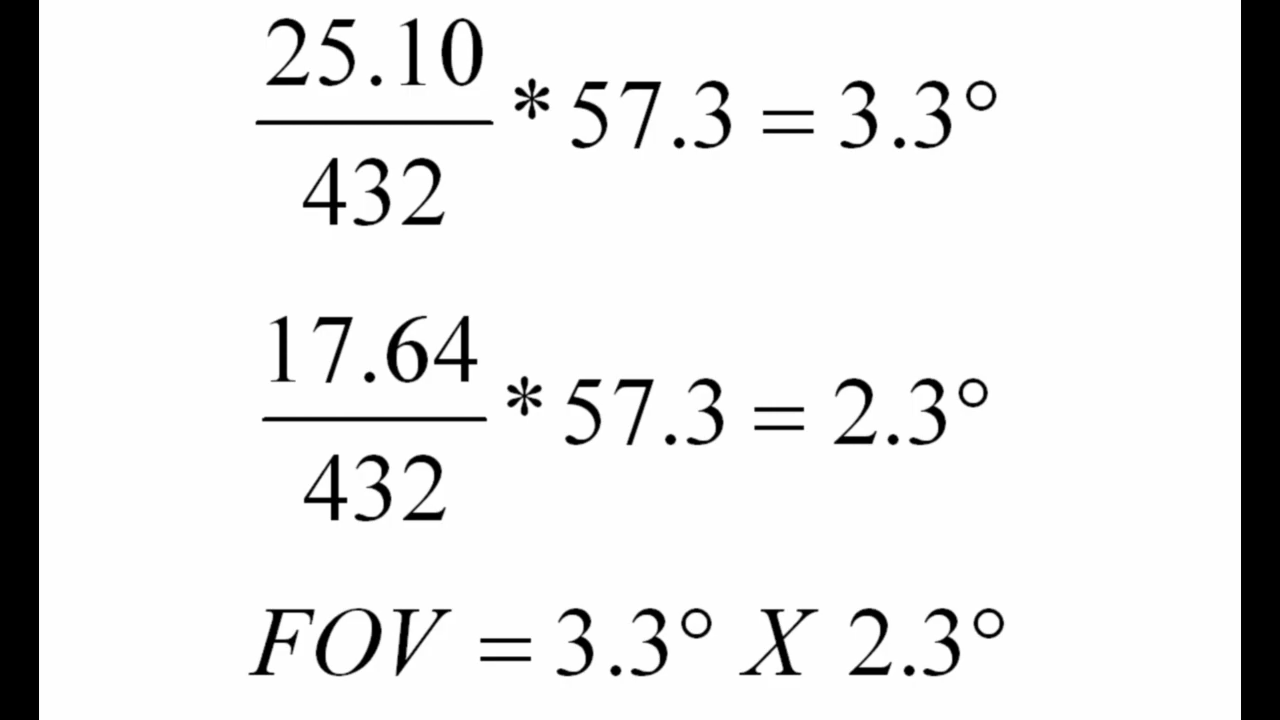 25.10
—— * 57.3 = 3.3°
432
17.64
—— * 57.3 = 2.3°
432
FOV = 3.3° X 2.3°